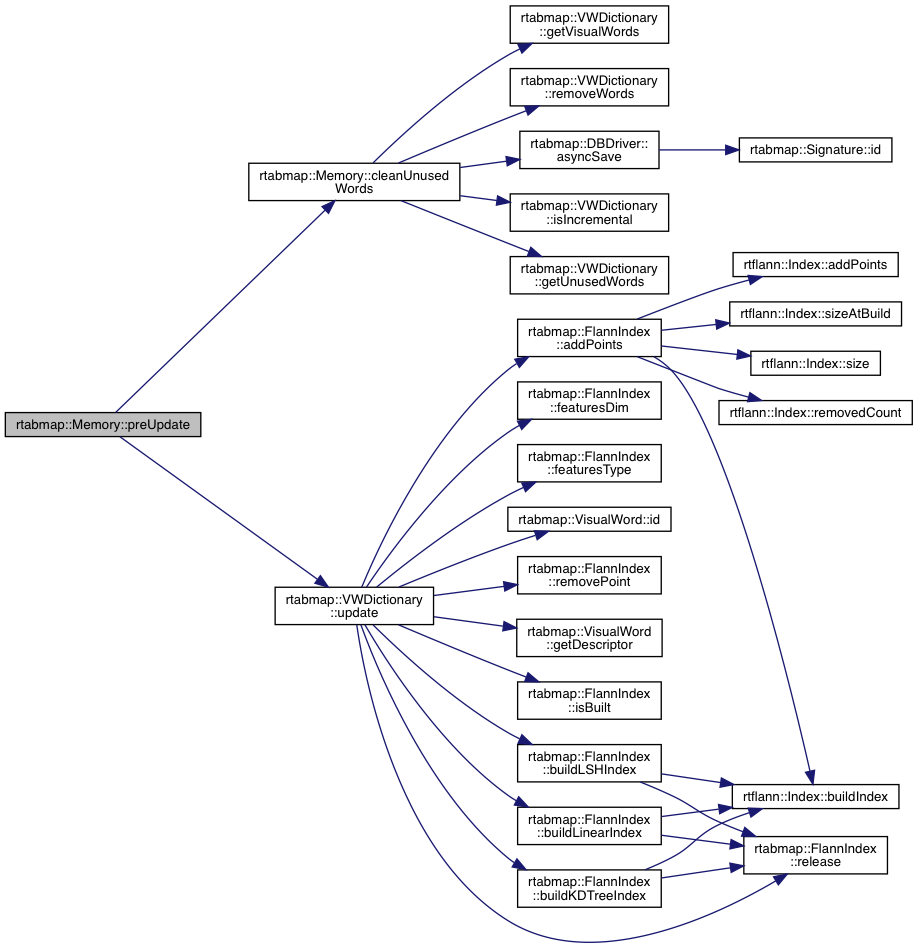 rtabmap::VWDictionary
::getVisualWords
rtabmap::VWDictionary
::removeWords
rtabmap::DBDriver::
asyncSave
rtabmap::Signature::id
rtabmap::Memory::cleanUnused
Words
rtabmap::VWDictionary
::isIncremental
rtabmap::VWDictionary
::getUnusedWords
rtflann::Index::addPoints
rtflann::Index::sizeAtBuild
rtabmap::FlannIndex
::addPoints
rtflann::Index::size
rtflann::Index::removedCount
rtabmap::FlannIndex
::featuresDim
rtabmap::Memory::preUpdate
rtabmap::FlannIndex
::featuresType
rtabmap::VisualWord::id
rtabmap::FlannIndex
::removePoint
rtabmap::VWDictionary
::update
rtabmap::VisualWord
::getDescriptor
rtabmap::FlannIndex
::isBuilt
rtabmap::FlannIndex
::buildLSHIndex
rtflann::Index::buildIndex
rtabmap::FlannIndex
::buildLinearIndex
rtabmap::FlannIndex
::release
rtabmap::FlannIndex
::buildKDTreeIndex